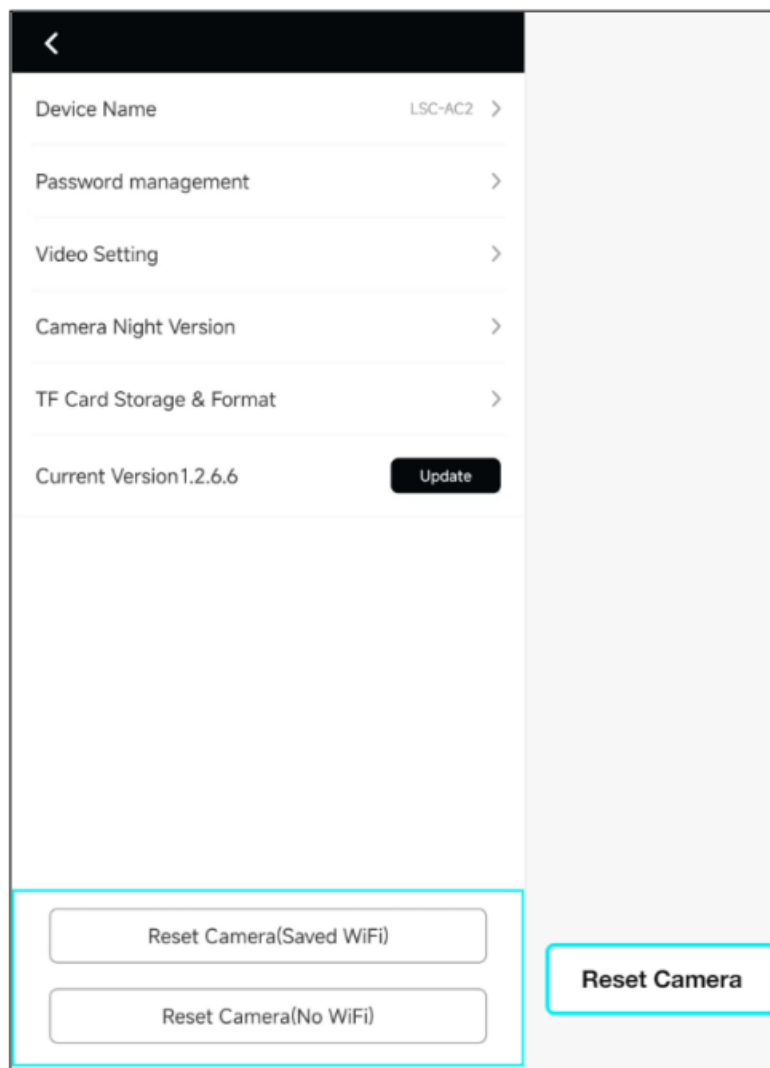 Device Name LSC-AC2
Password management
Video Setting
Camera Night Version
TF Card Storage & Format
Current Version1.2.6.6 Update
Reset Camera(Saved WiFi)
Reset Camera
Reset Camera(No WiFi)